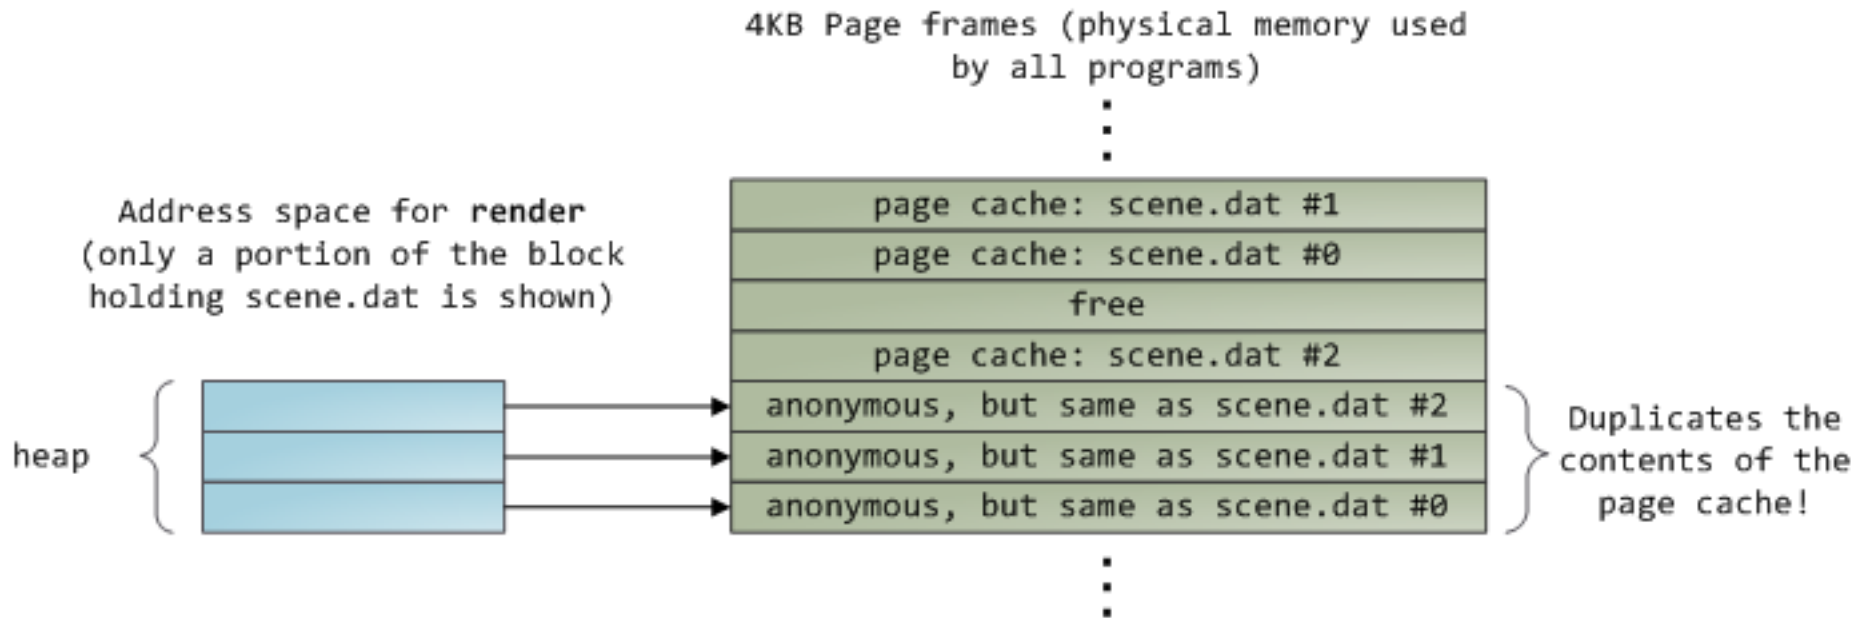 4KB Page frames (physical memory used
by all programs)
Address space for render
(only a portion of the block
holding scene.dat is shown)
page cache: scene.dat #1
page cache: scene.dat #0
free
page cache: scene.dat #2
anonymous, but same as scene.dat #2
anonymous, but same as scene.dat #1
anonymous, but same as scene.dat #0
heap
Duplicates the
contents of the
page cache!